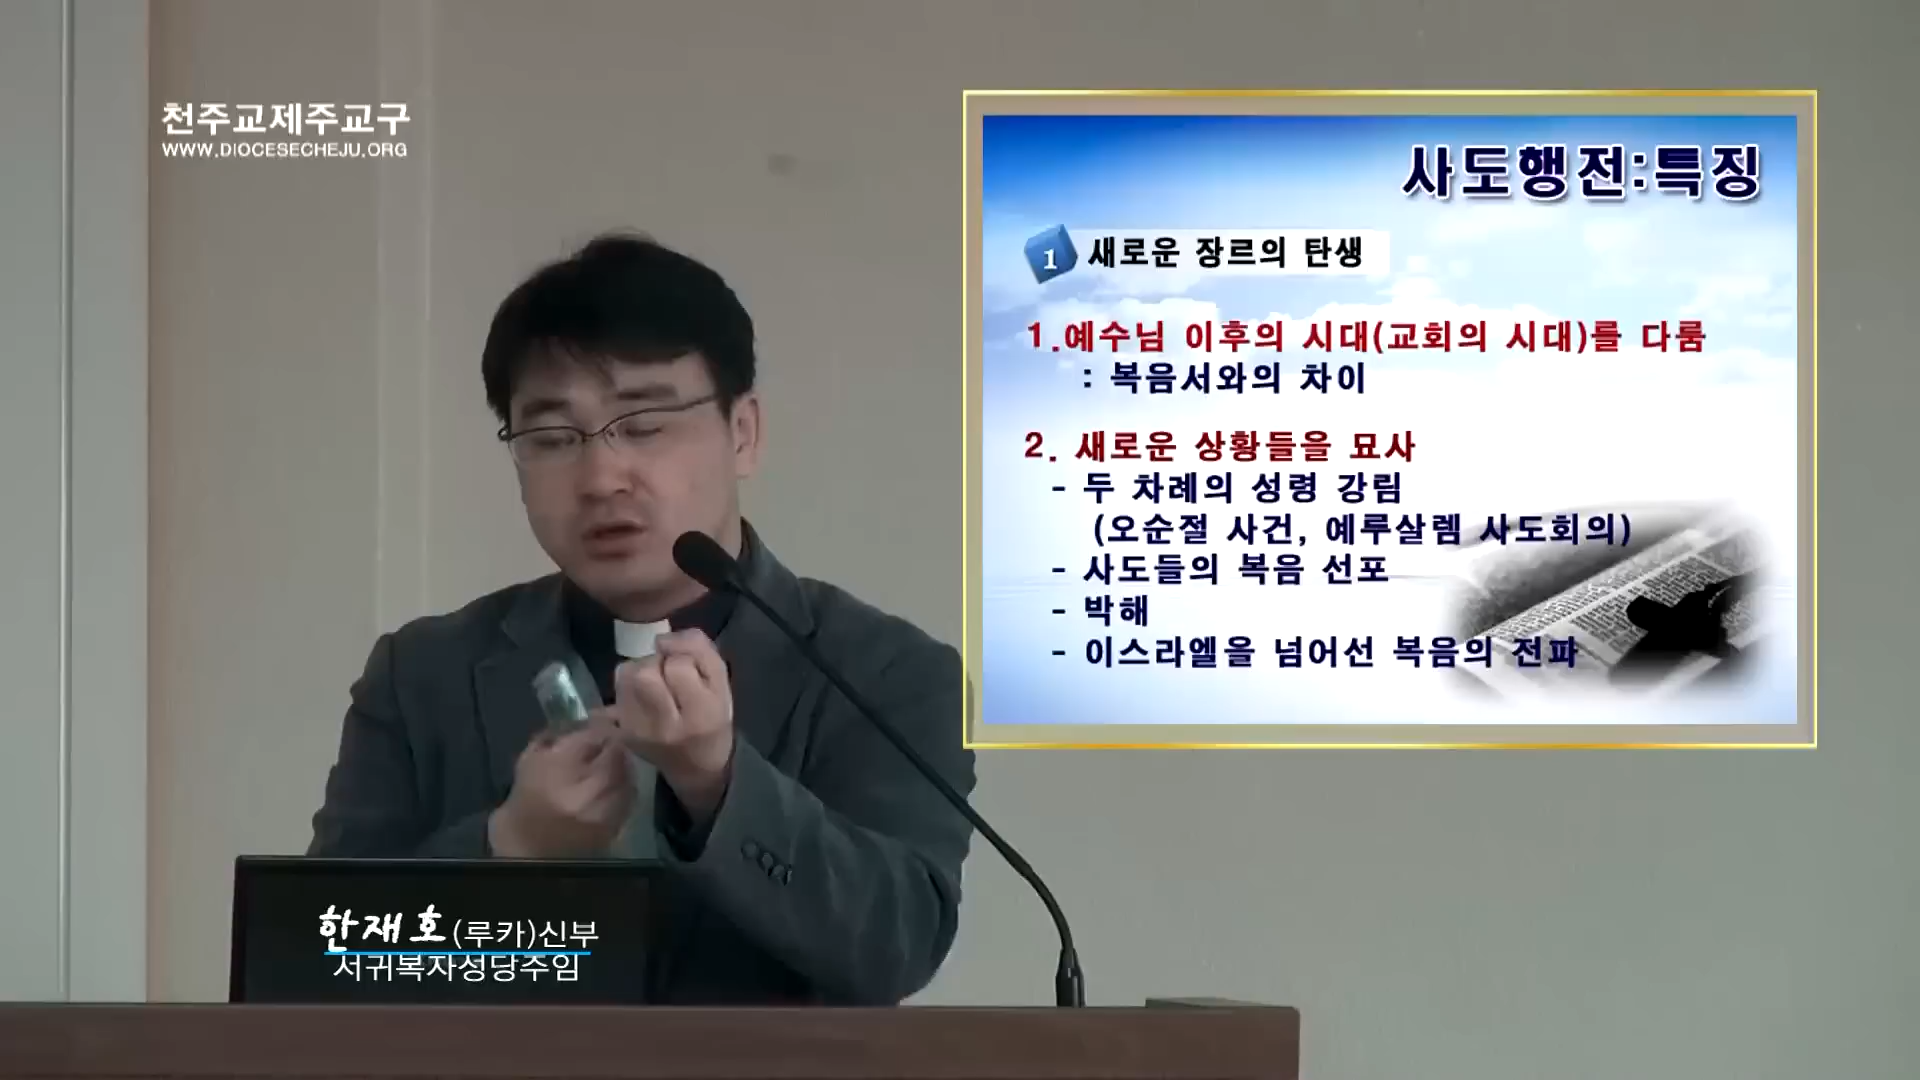 천주교제주교구
WWW.DIOCESECHEJU.ORG
사도행전:특징
1 새로운 장르의 탄생
1.예수님 이후의 시대(교회의 시대)를 다룸
: 복음서와의 차이
2. 새로운 상황들을 묘사
- 두 차례의 성령 강림
(오순절 사건, 예루살렘 사도회의)
- 사도들의 복음 선포
- 박해
- 이스라엘을 넘어선 복음의 전파
한재호(루카)신부
서귀복자성당주임